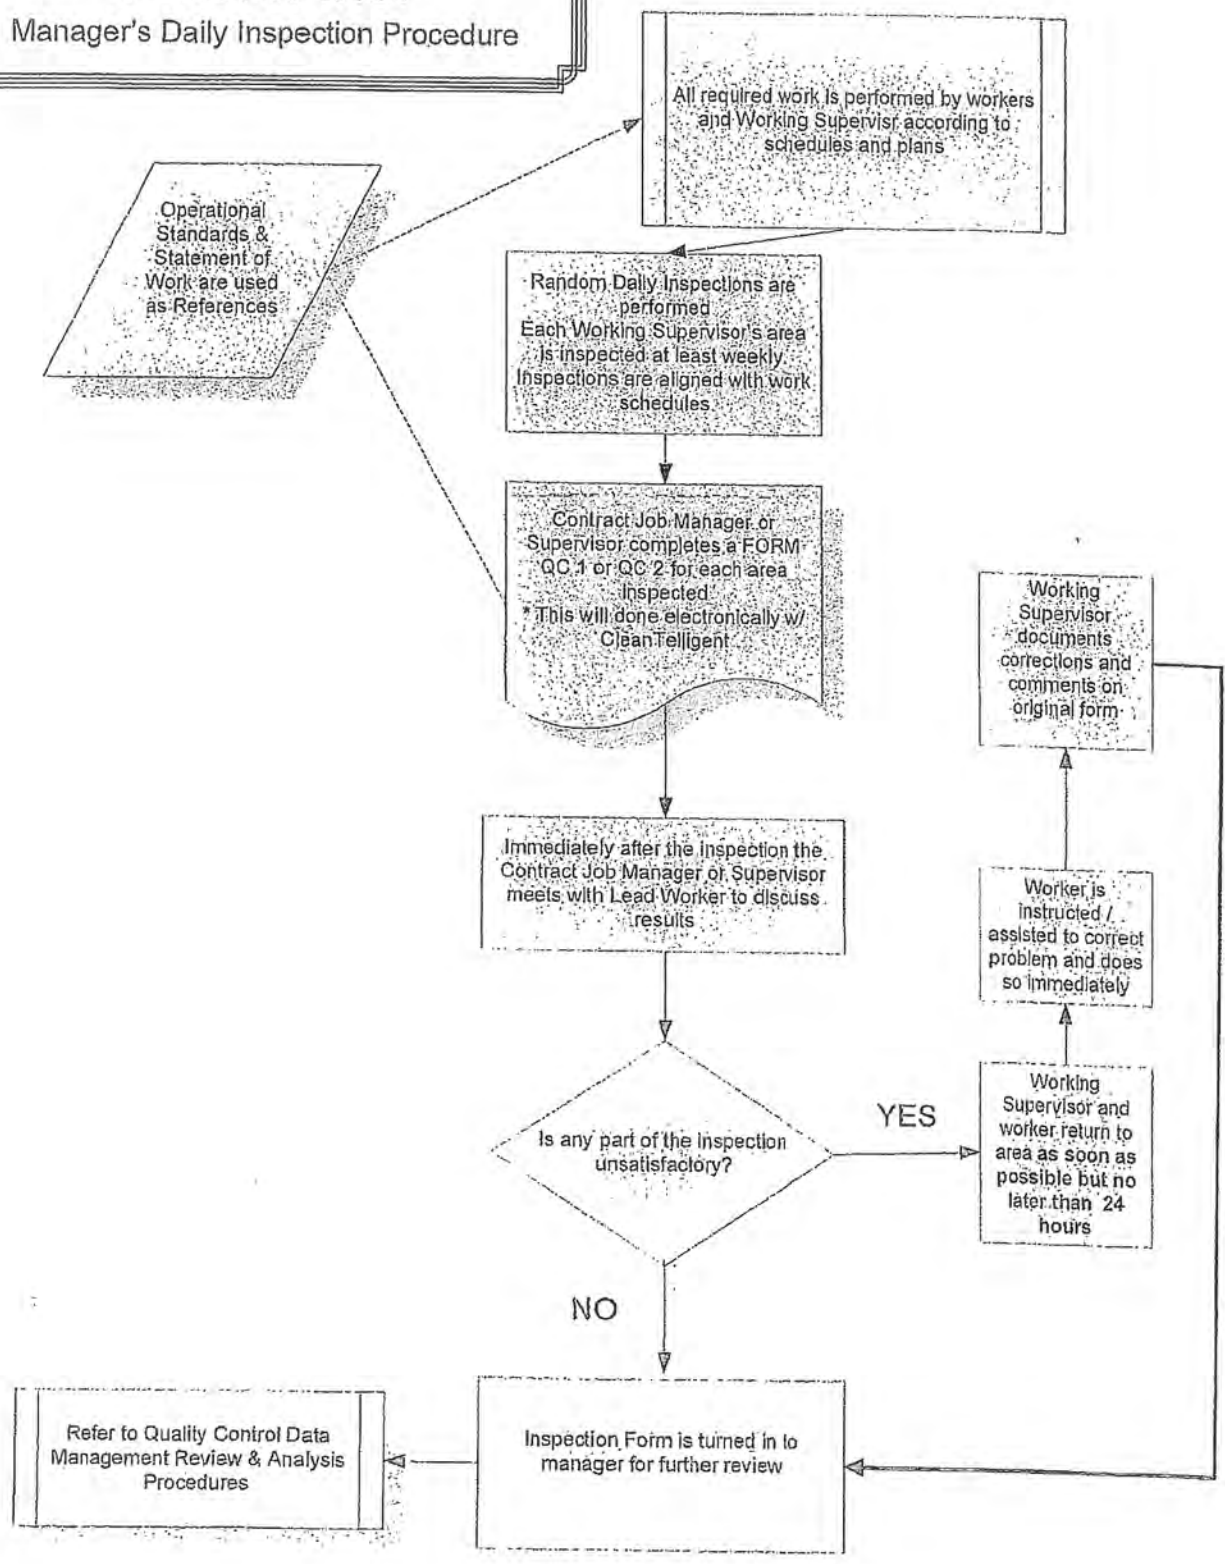 Manager's Daily Inspection Procedure
All required work is performed by workers
and Working Supervisr according to
schedules and plans
Operational
Standards &
Statement of
Work are used
as References
Random Daily Inspections are
performed
Each Working Supervisor's area
is inspected at least weekly.
Inspections are aligned with work
schedules.
Contract Job Manager or
Supervisor completes a FORM
QC 1 or QC 2 for each area
inspected
* This will done electronically w/
CleanTelligent
Immediately after the inspection the
Contract Job Manager or Supervisor
meets with Lead Worker to discuss
results
Is any part of the inspection
unsatisfactory?
YES
Working
Supervisor and
worker return to
area as soon as
possible but no
later than 24
hours
Worker is
instructed /
assisted to correct
problem and does
so immediately
Working
Supervisor
documents
corrections and
comments on
original form
NO
Inspection Form is turned in to
manager for further review
Refer to Quality Control Data
Management Review & Analysis
Procedures